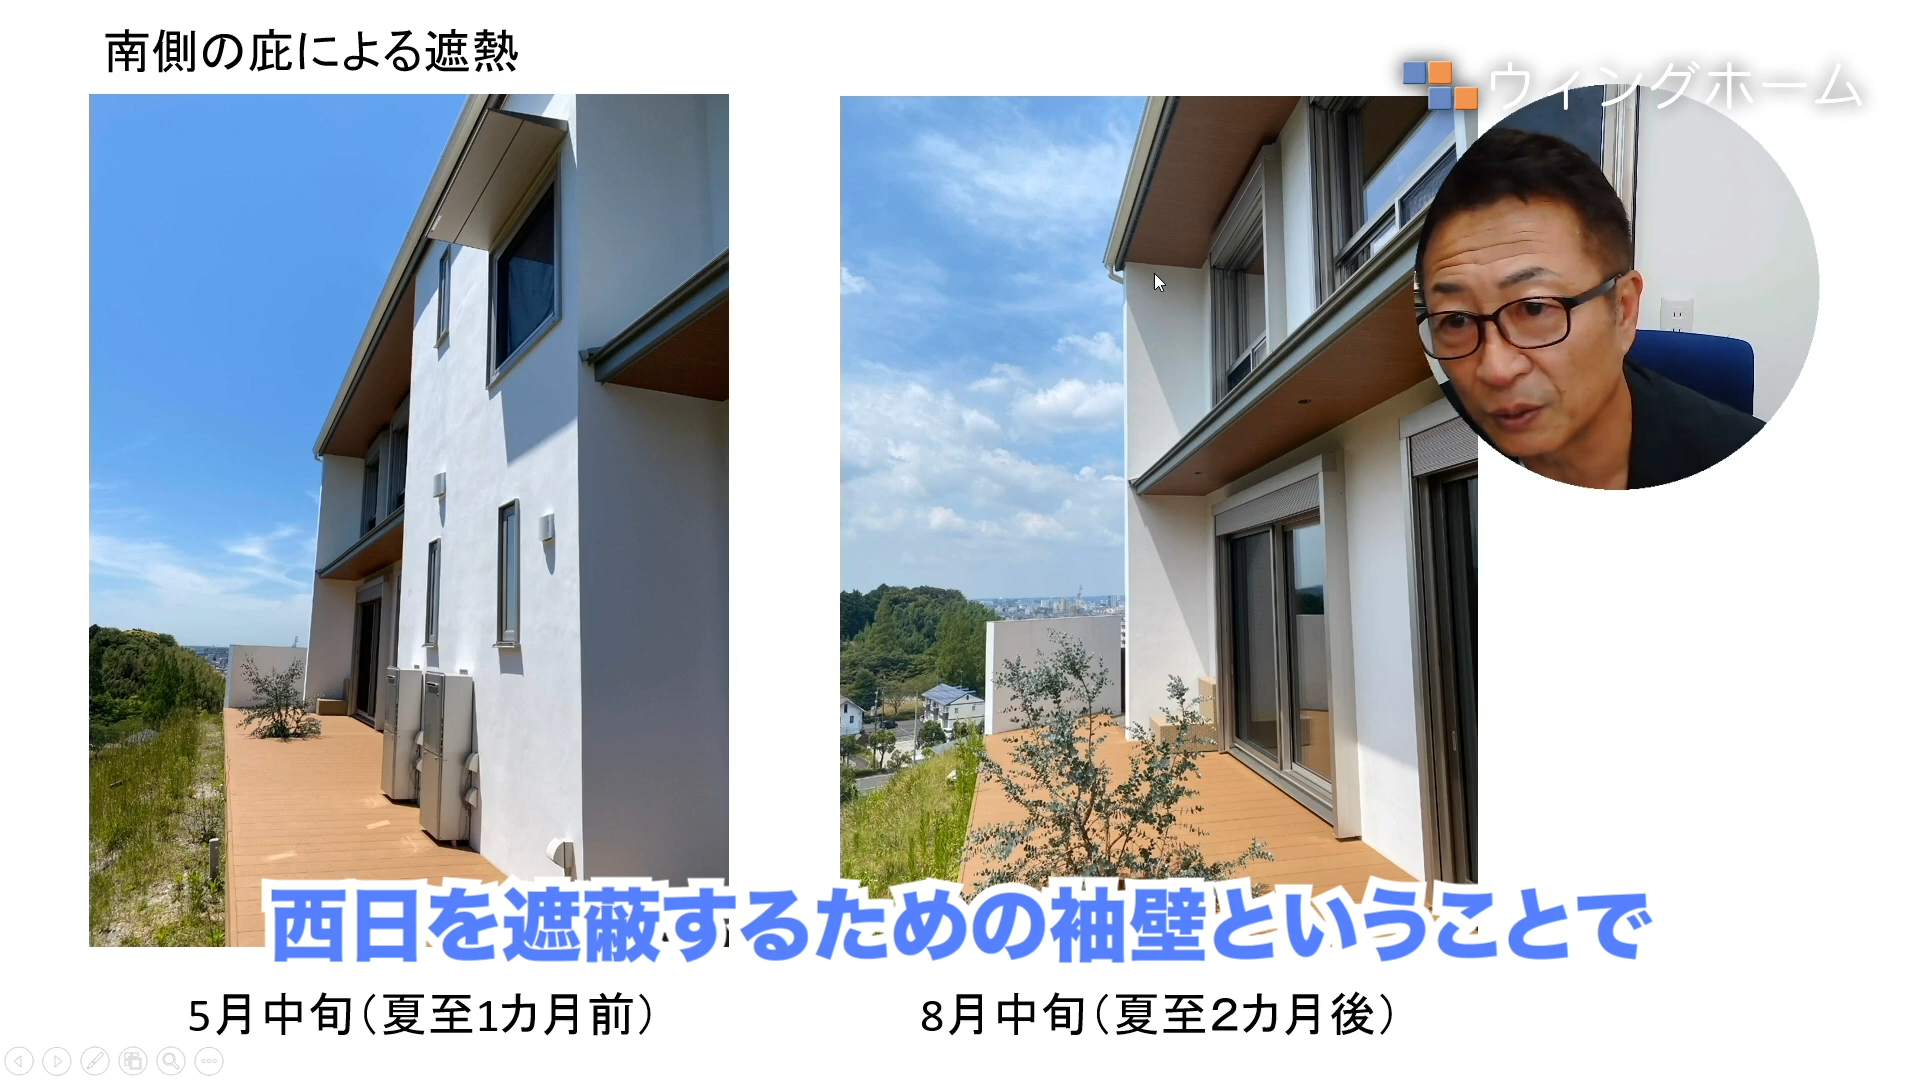 南側の庇による遮熱
ウィングホーム
西日を遮蔽するための袖壁ということで
5月中旬（夏至1カ月前）
8月中旬（夏至２カ月後）